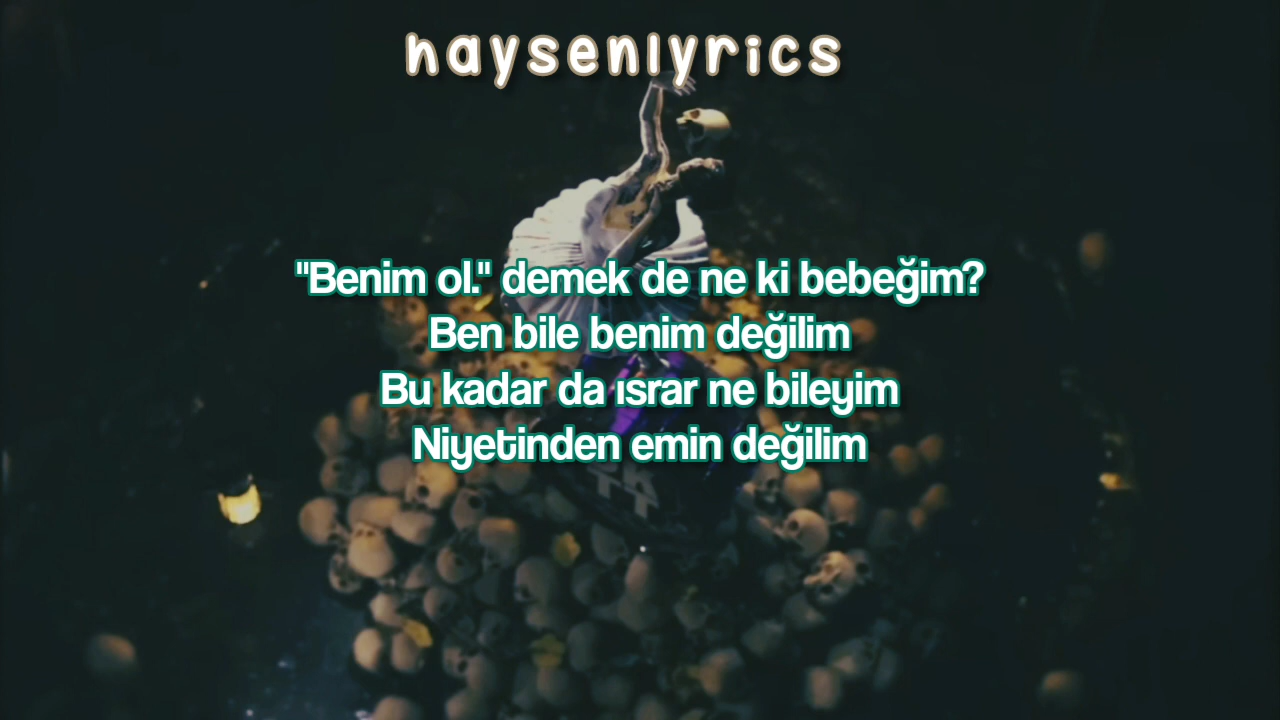 haysenlyrics
"Benim ol." demek de ne ki bebeğim?
Ben bile benim değilim
Bu kadar da ısrar ne bileyim
Niyetinden emin değilim